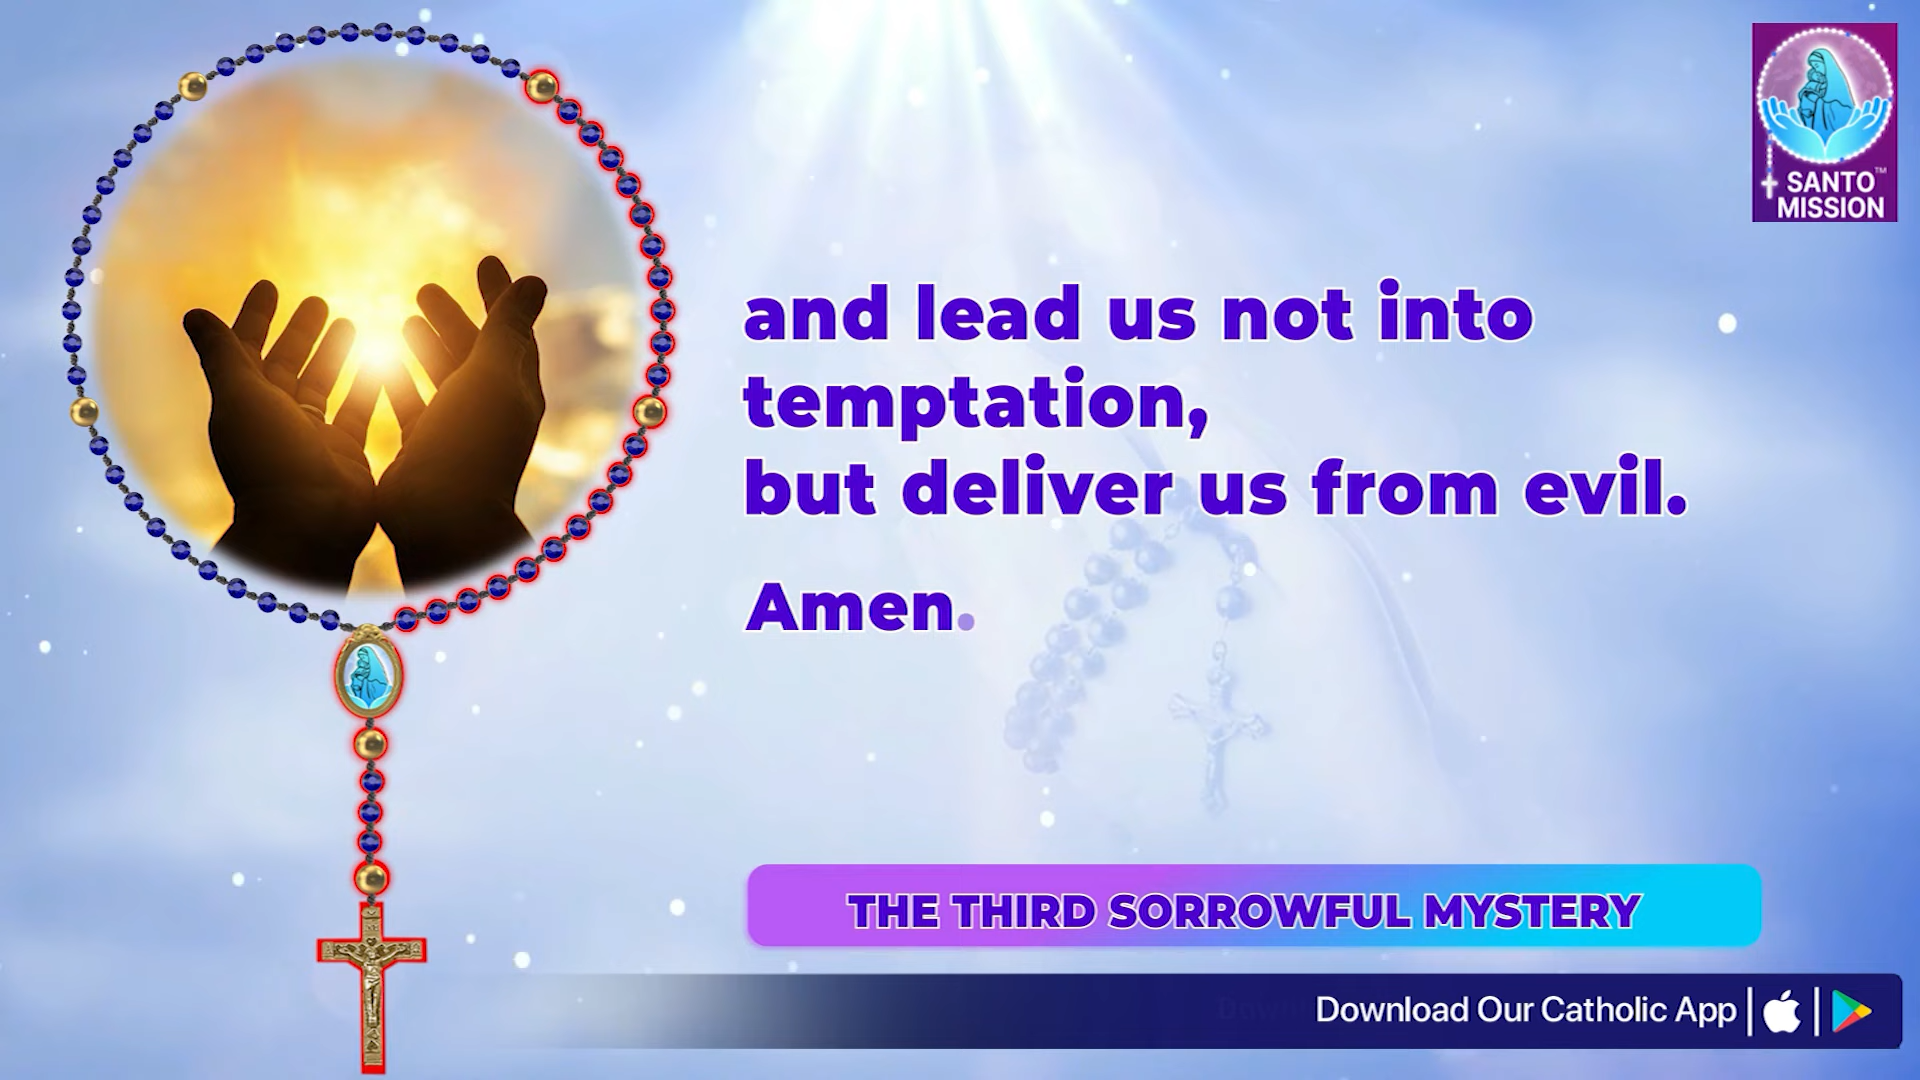 SANTO™
MISSION
and lead us not into
temptation,
but deliver us from evil.
Amen.
THE THIRD SORROWFUL MYSTERY
Download Our Catholic App